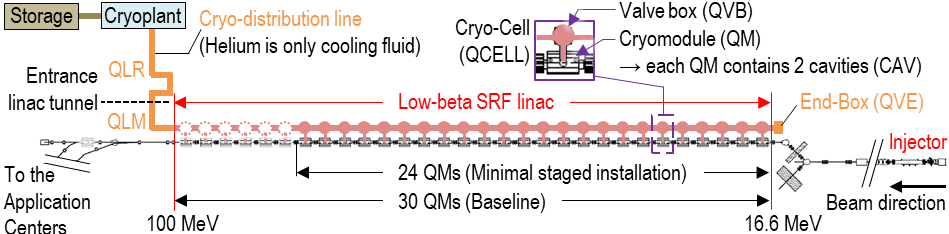 Storage
Cryoplant
Cryo-distribution line
(Helium is only cooling fluid)
QLR
Entrance
linac tunnel
QLM
Cryo-Cell
(QCELL)
Valve box (QVB)
Cryomodule (QM)
→ each QM contains 2 cavities (CAV)
Low-beta SRF linac
End-Box (QVE)
Injector
To the
Application
Centers
24 QMs (Minimal staged installation)
30 QMs (Baseline)
Beam direction
100 MeV
16.6 MeV